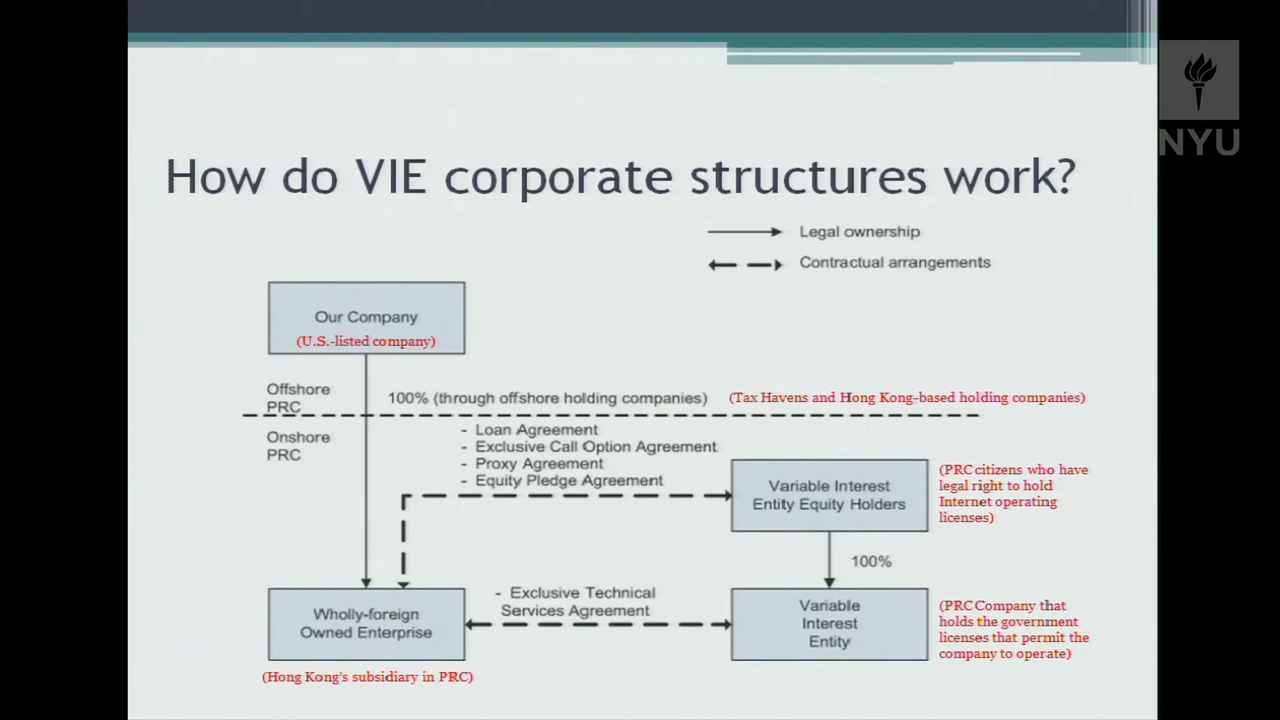 NYU
How do VIE corporate structures work?
Legal ownership
Contractual arrangements
Our Company
(U.S.-listed company)
Offshore
PRC
100% (through offshore holding companies)
(Tax Havens and Hong Kong-based holding companies)
Onshore
PRC
- Loan Agreement
- Exclusive Call Option Agreement
- Proxy Agreement
- Equity Pledge Agreement
Variable Interest
Entity Equity Holders
(PRC citizens who have
legal right to hold
Internet operating
licenses)
100%
Wholly-foreign
Owned Enterprise
(Hong Kong's subsidiary in PRC)
- Exclusive Technical
Services Agreement
Variable
Interest
Entity
(PRC Company that
holds the government
licenses that permit the
company to operate)